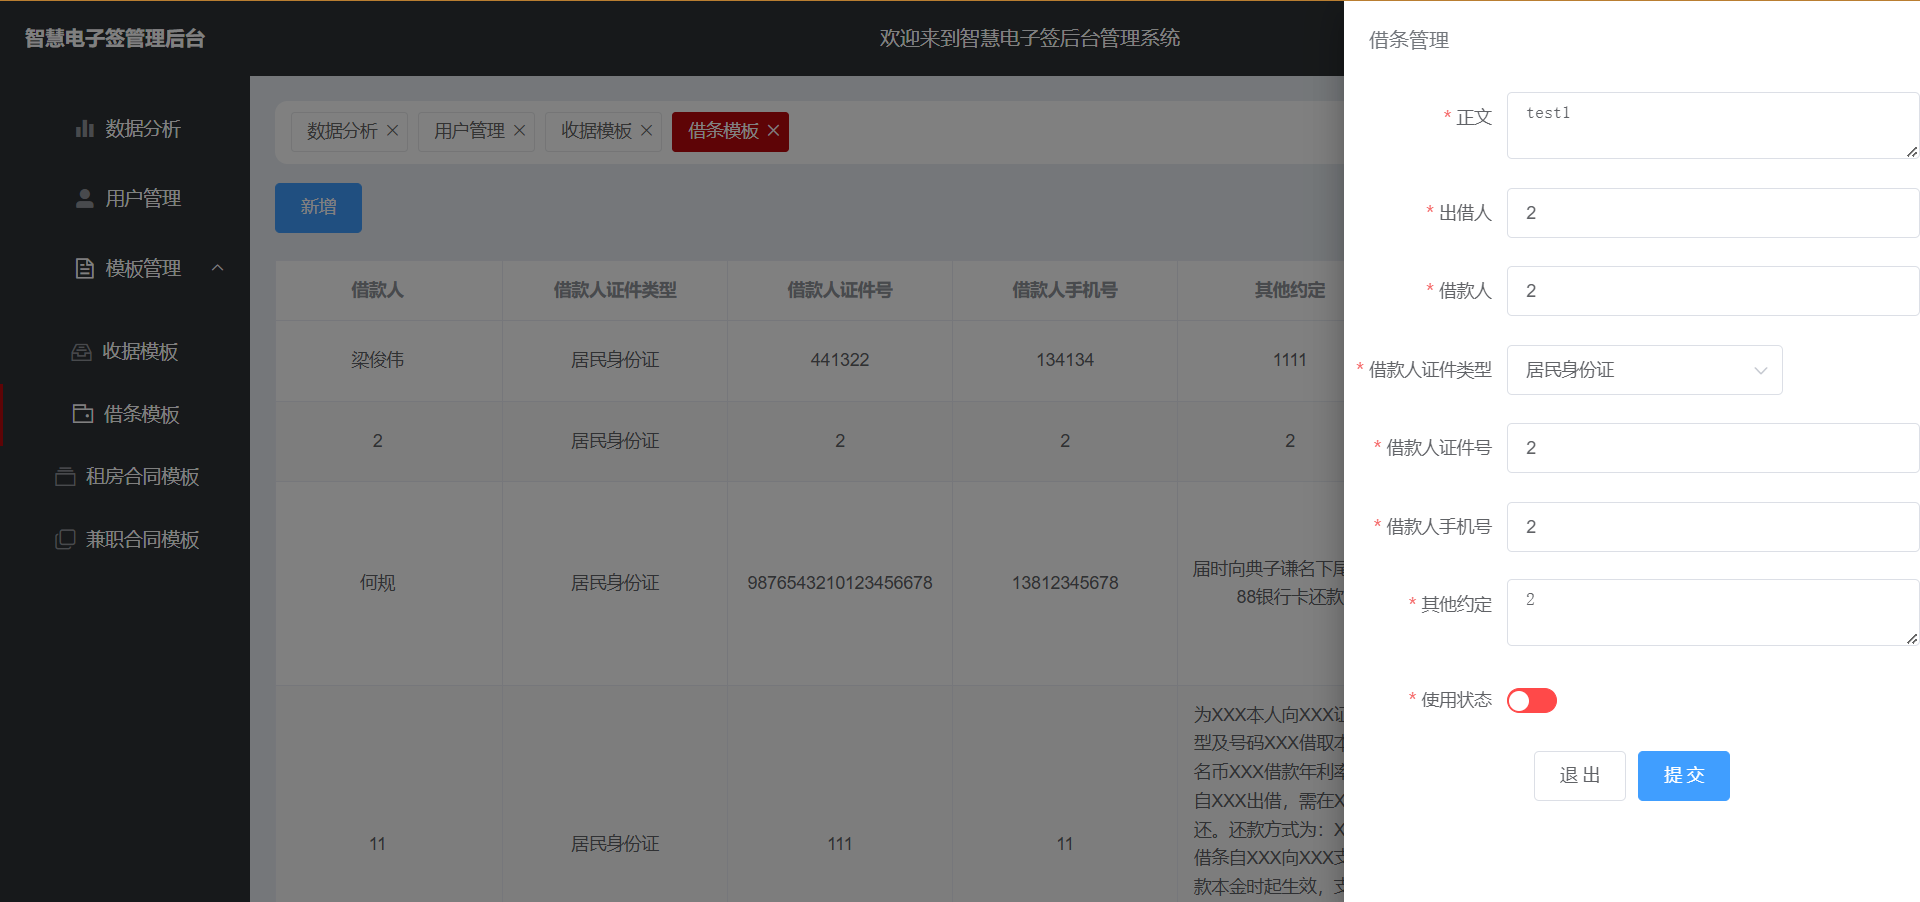 智慧电子签管理后台
欢迎来到智慧电子签后台管理系统
数据分析
用户管理
模板管理
收据模板
借条模板
租房合同模板
兼职合同模板
数据分析 用户管理 收据模板 借条模板
新增
借款人 借款人证件类型 借款人证件号 借款人手机号 其他约定
梁俊伟 居民身份证 441322 134134 1111
2 居民身份证 2 2 2
何规 居民身份证 9876543210123456678 13812345678
届时向典子谦名下尾
88银行卡还款
11 居民身份证 111 11
为XXX本人向XXX证
型及号码XXX借取本
名币XXX借款年利率
自XXX出借，需在X
还。还款方式为：X
借条自XXX向XXX支
款本金时起生效，支
借条管理
* 正文 test1
* 出借人 2
* 借款人 2
* 借款人证件类型 居民身份证
* 借款人证件号 2
* 借款人手机号 2
* 其他约定 2
* 使用状态
退出 提交